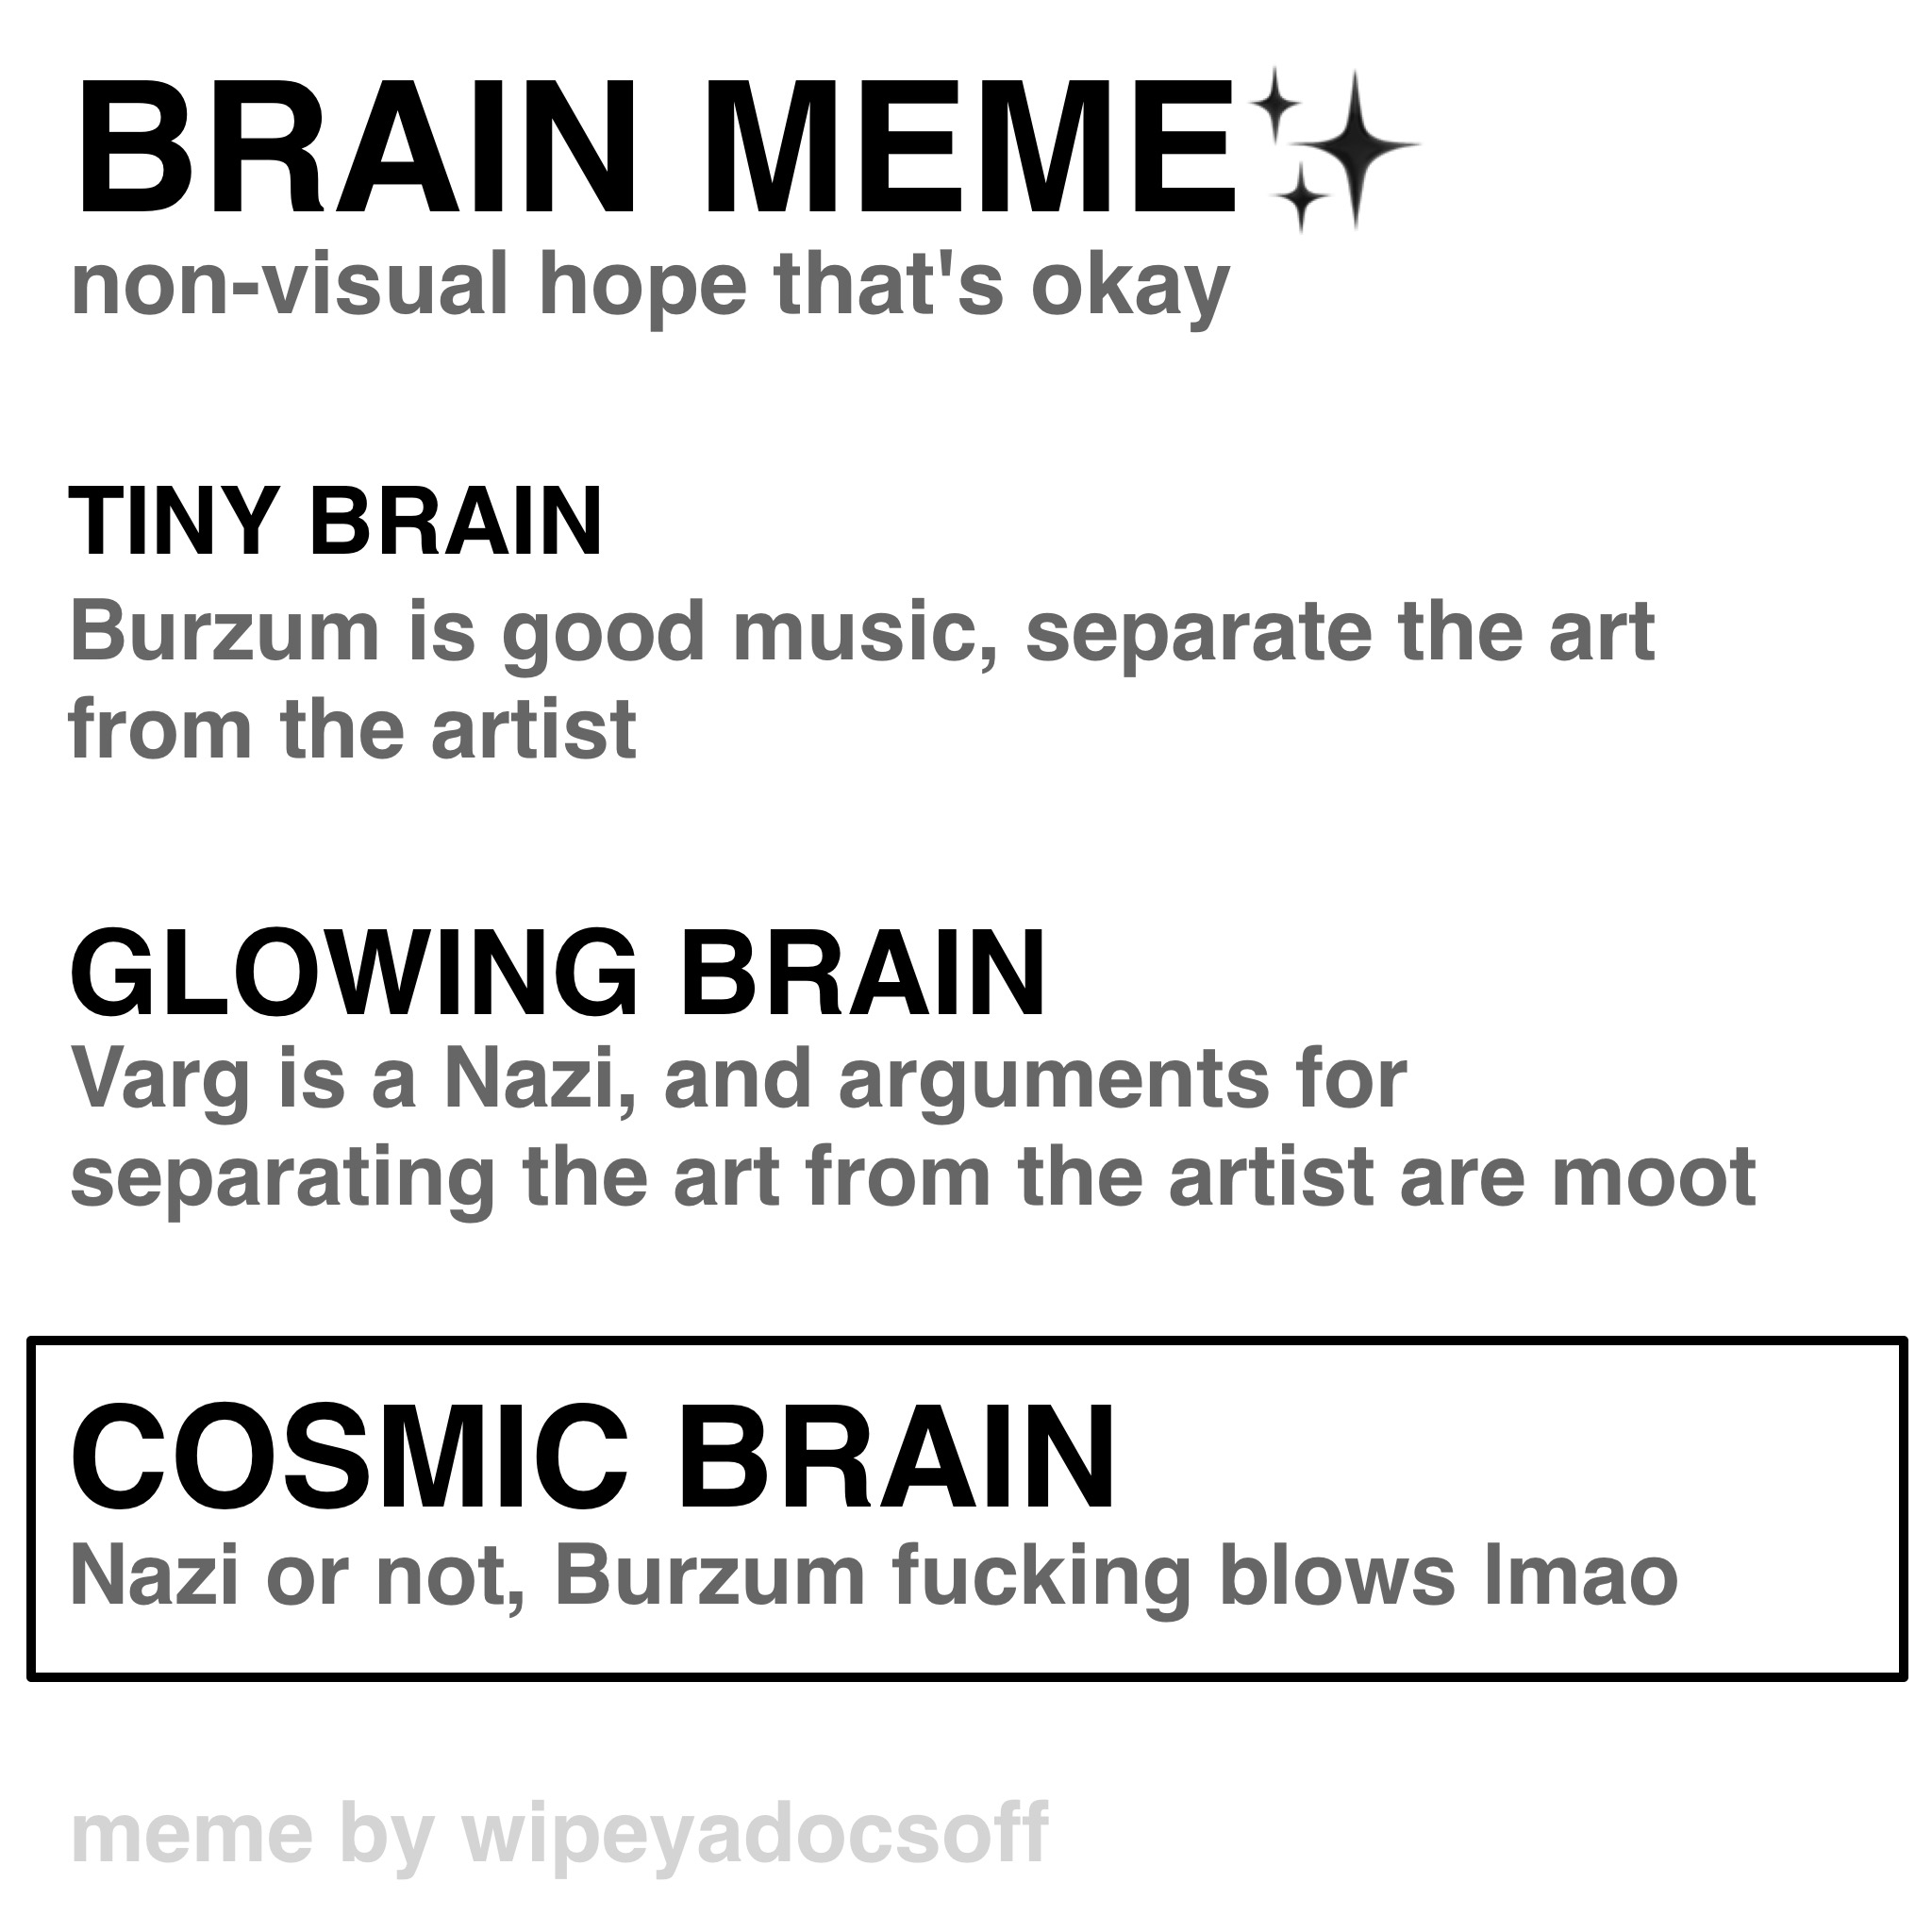 BRAIN MEME✨
non-visual hope that's okay
TINY BRAIN
Burzum is good music, separate the art
from the artist
GLOWING BRAIN
Varg is a Nazi, and arguments for
separating the art from the artist are moot
COSMIC BRAIN
Nazi or not, Burzum fucking blows lmao
meme by wipeyadocsoff